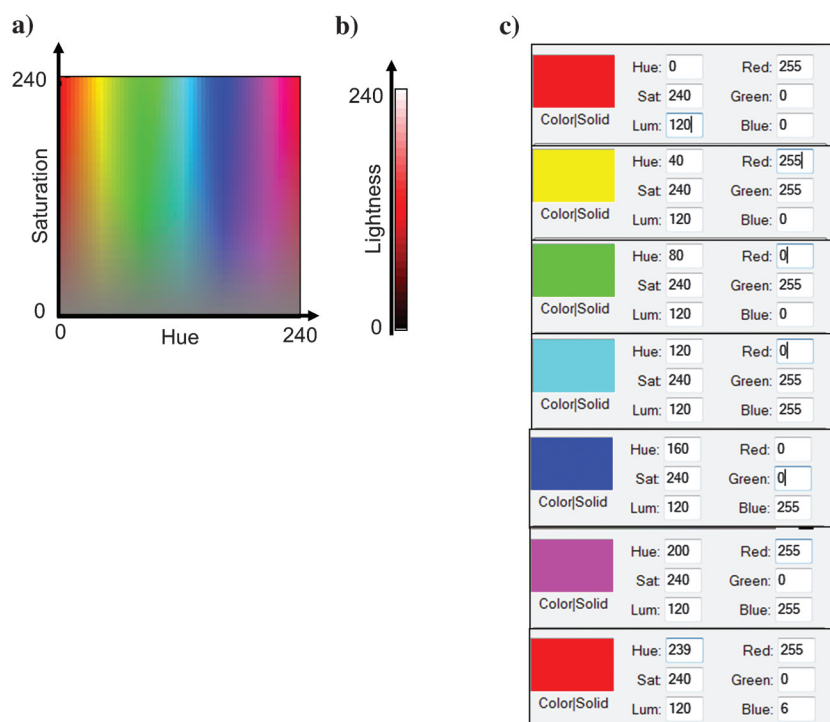 a)
240
Saturation
0
0
Hue
240
b)
240
Lightness
0
c)
Hue: 0 Red: 255
Sat: 240 Green: 0
Color|Solid Lum: 120 Blue: 0
Hue: 40 Red: 255
Sat: 240 Green: 255
Color|Solid Lum: 120 Blue: 0
Hue: 80 Red: 0
Sat: 240 Green: 255
Color|Solid Lum: 120 Blue: 0
Hue: 120 Red: 0
Sat: 240 Green: 255
Color|Solid Lum: 120 Blue: 255
Hue: 160 Red: 0
Sat: 240 Green: 0
Color|Solid Lum: 120 Blue: 255
Hue: 200 Red: 255
Sat: 240 Green: 0
Color|Solid Lum: 120 Blue: 255
Hue: 239 Red: 255
Sat: 240 Green: 0
Color|Solid Lum: 120 Blue: 6